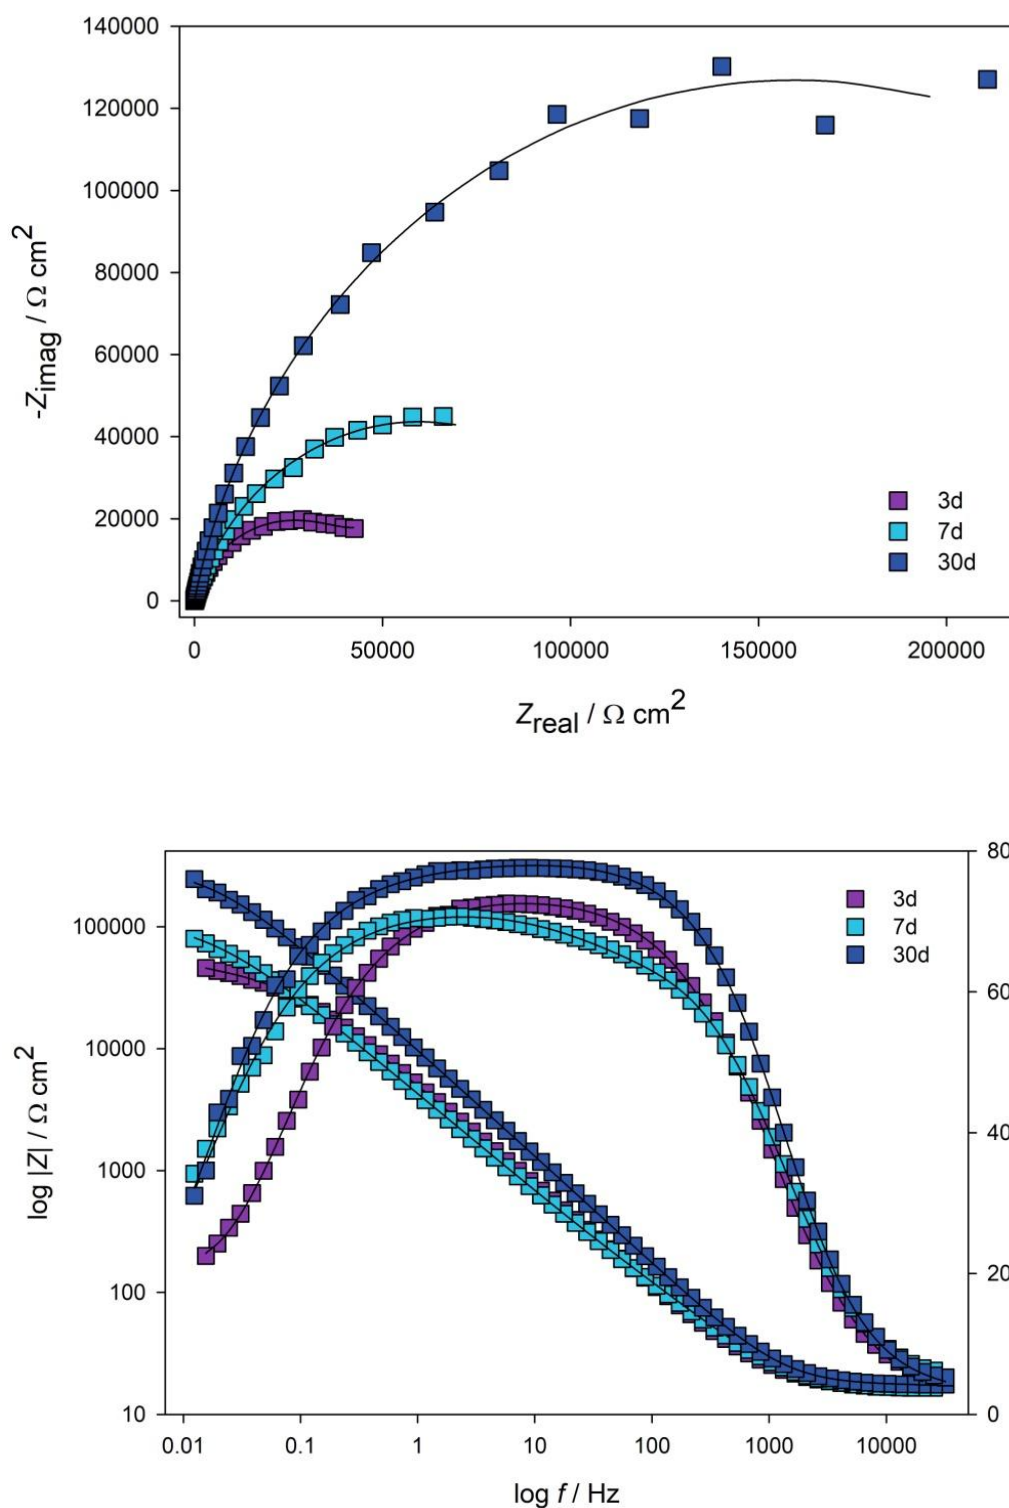 140000
120000
100000
80000
60000
40000
20000
0
-Zimag / Ω cm2
3d
7d
30d
0 50000 100000 150000 200000
Zreal / Ω cm2
80
60
40
20
0
100000
10000
1000
100
10
log |Z| / Ω cm2
3d
7d
30d
0.01 0.1 1 10 100 1000 10000
log f / Hz